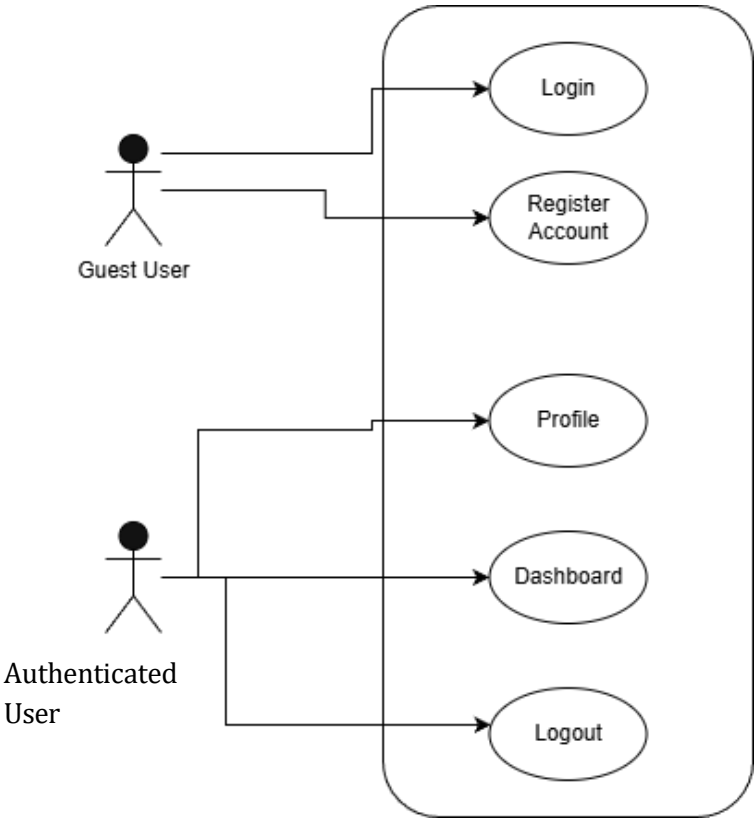 Login
Register
Account
Guest User
Profile
Dashboard
Authenticated
User
Logout